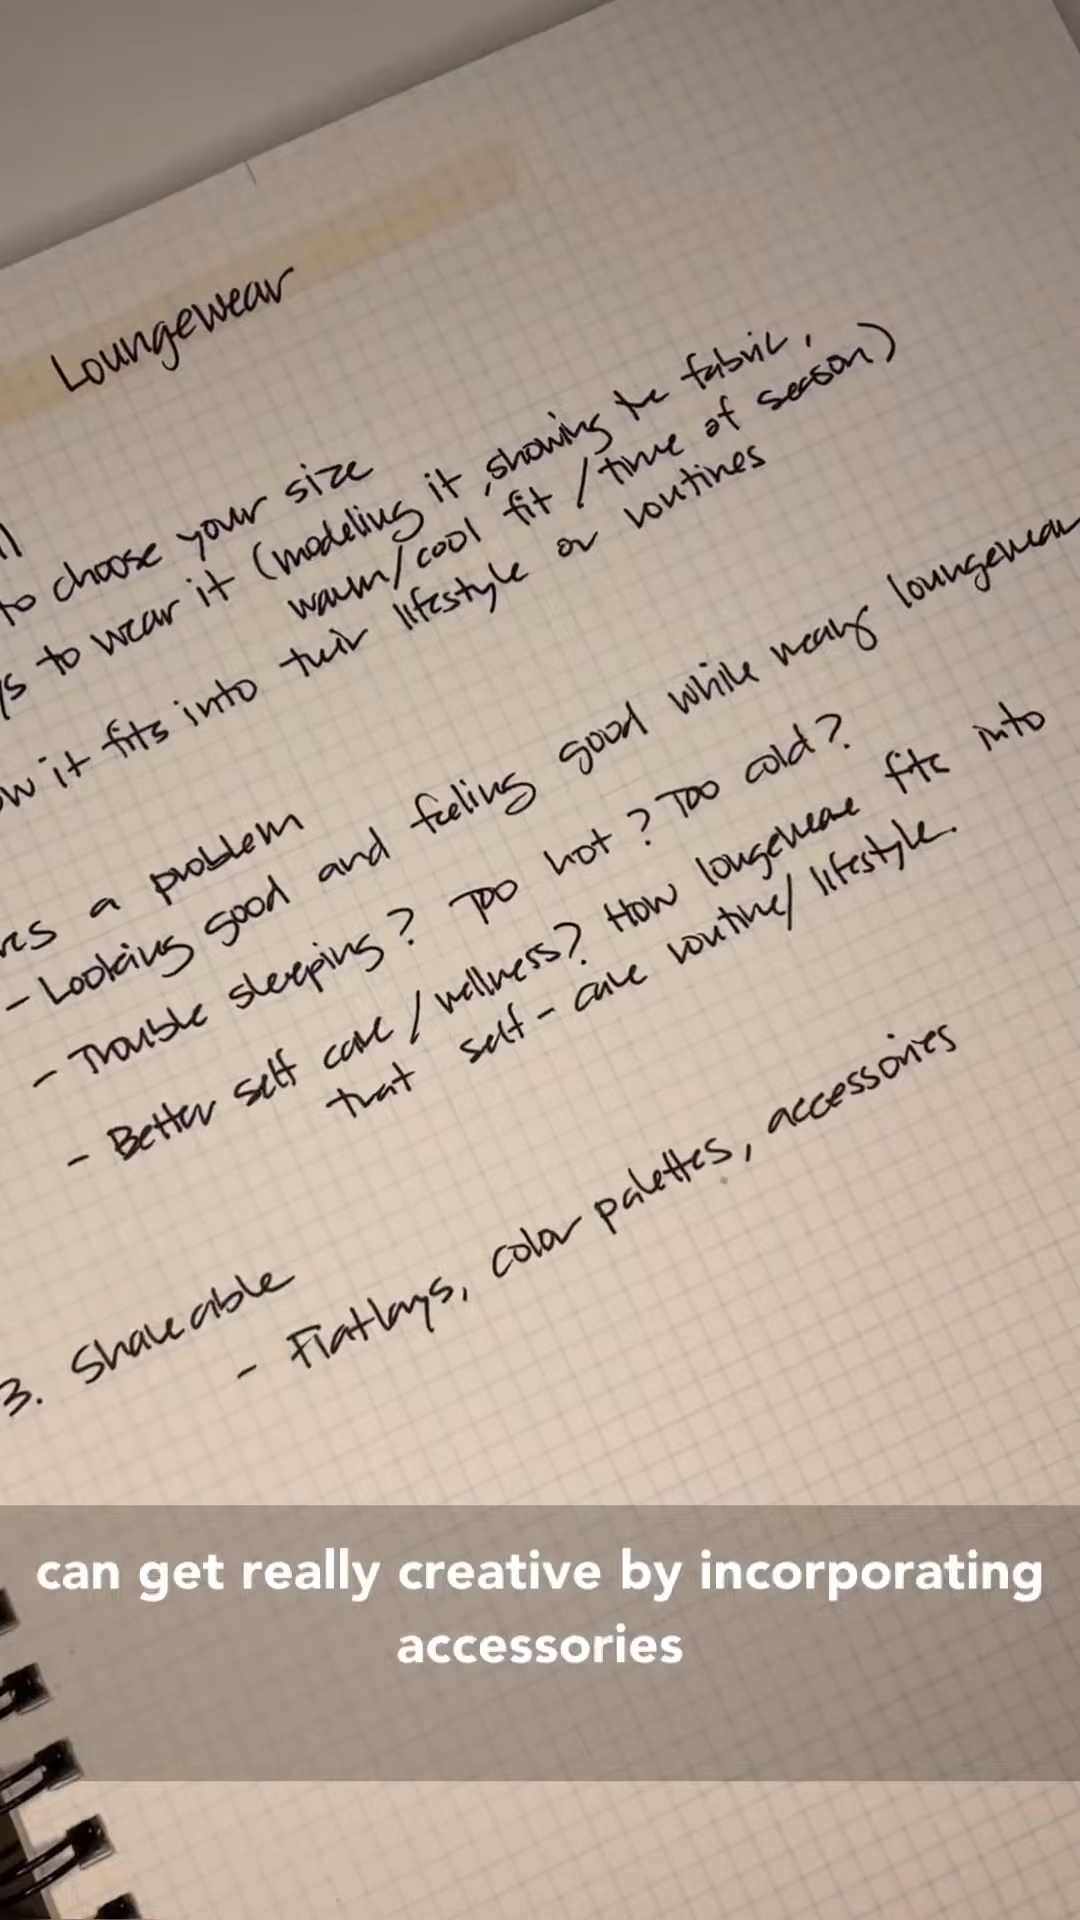 Loungewear
to choose your size
to wear it (modeling it, showing the fabric,
warm/cool fit / time of season)
it fits into their lifestyle or routines
a problem
- Looking good and feeling good while wearing loungewear
- Trouble sleeping? Too hot? Too cold?
- Better self care / wellness? How longewear fits into
that self-care routine/lifestyle.
3. Shareable
- Flatlays, color palettes, accessories
can get really creative by incorporating
accessories